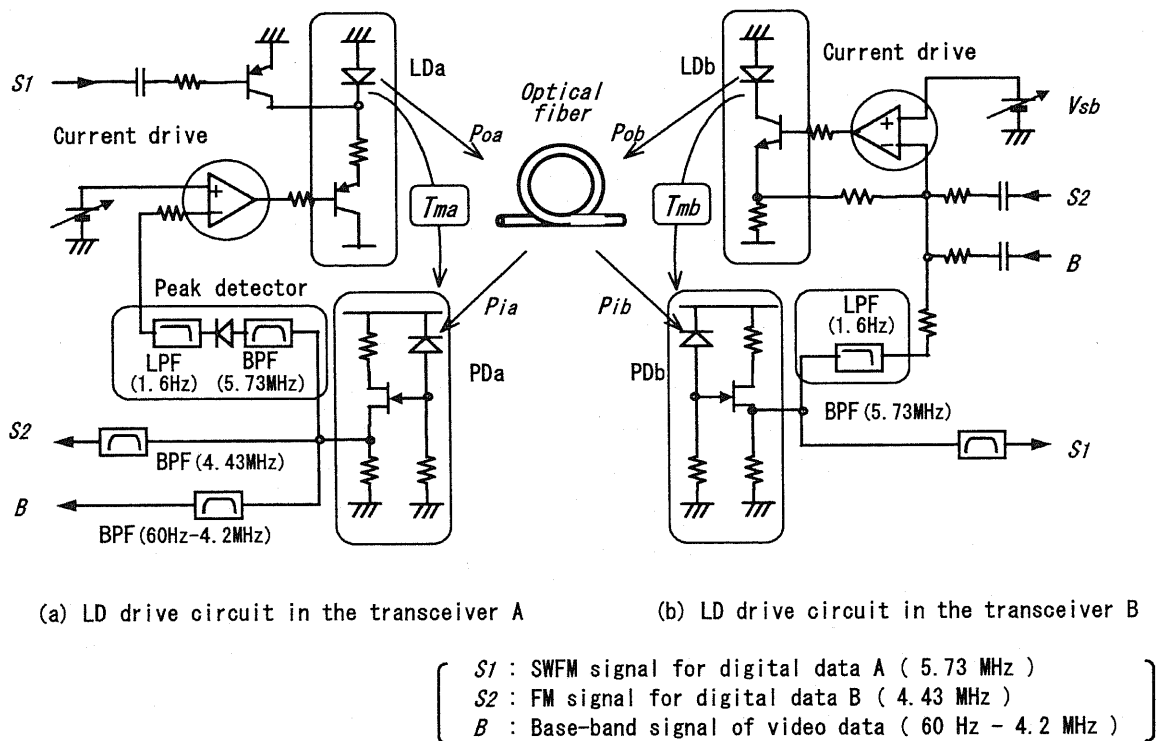 S1
LDa
Current drive
Poa
Optical
fiber
Pob
LDb
Current drive
Vsb
Tma
Tmb
S2
B
Peak detector
LPF
(1.6Hz)
BPF
(5.73MHz)
Pia
Pib
PDa
PDb
LPF
(1.6Hz)
BPF(5.73MHz)
S2
BPF(4.43MHz)
S1
B
BPF(60Hz-4.2MHz)
(a) LD drive circuit in the transceiver A
(b) LD drive circuit in the transceiver B
S1 : SWFM signal for digital data A ( 5.73 MHz )
S2 : FM signal for digital data B ( 4.43 MHz )
B : Base-band signal of video data ( 60 Hz - 4.2 MHz )